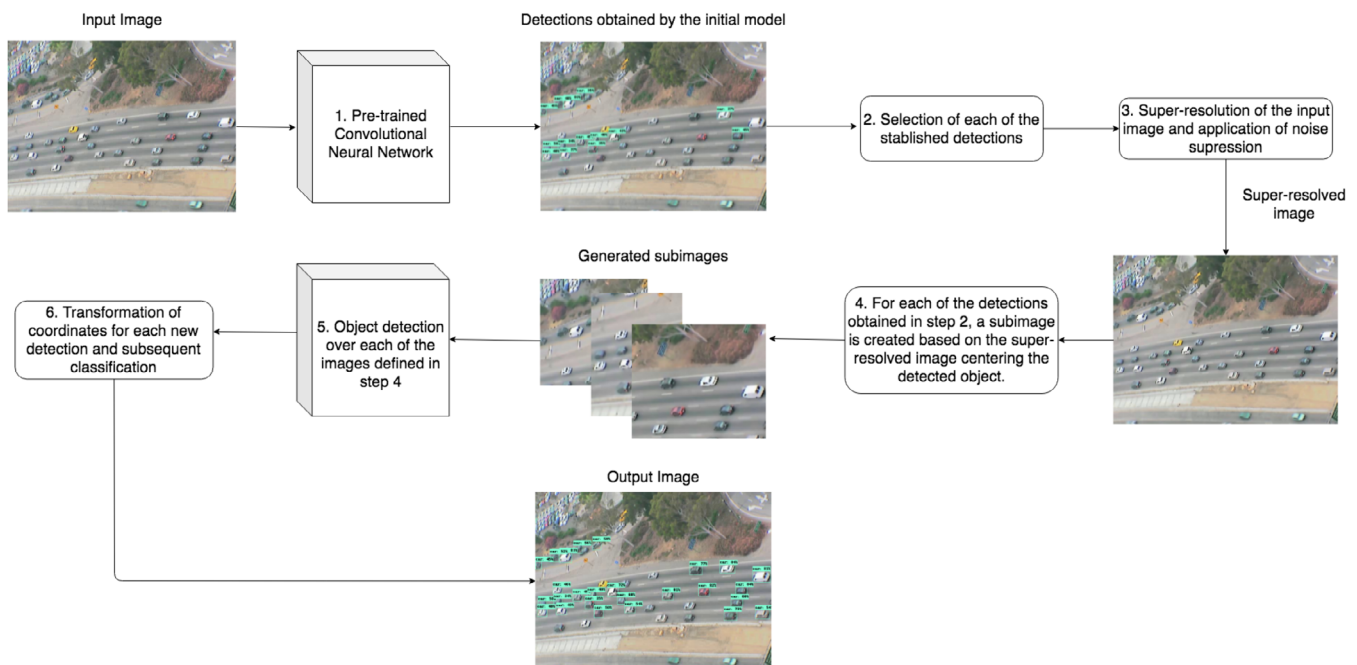 Input Image
Detections obtained by the initial model
1. Pre-trained
Convolutional
Neural Network
2. Selection of each of the
stablished detections
3. Super-resolution of the input
image and application of noise
supression
Super-resolved
image
Generated subimages
4. For each of the detections
obtained in step 2, a
subimage
is created based on the super-
resolved image centering the
detected object.
5. Object detection
over each of the
images defined in
step 4
6. Transformation of
coordinates for each new
detection and subsequent
classification
Output Image